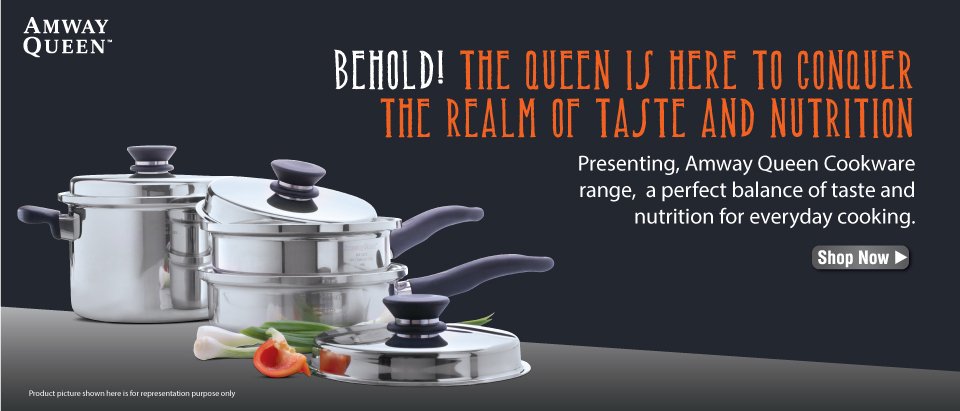 AMWAY
QUEEN™
BEHOLD! THE QUEEN IS HERE TO CONQUER
THE REALM OF TASTE AND NUTRITION
Presenting, Amway Queen Cookware
range, a perfect balance of taste and
nutrition for everyday cooking.
Shop Now ▶
Product picture shown here is for representation purpose only